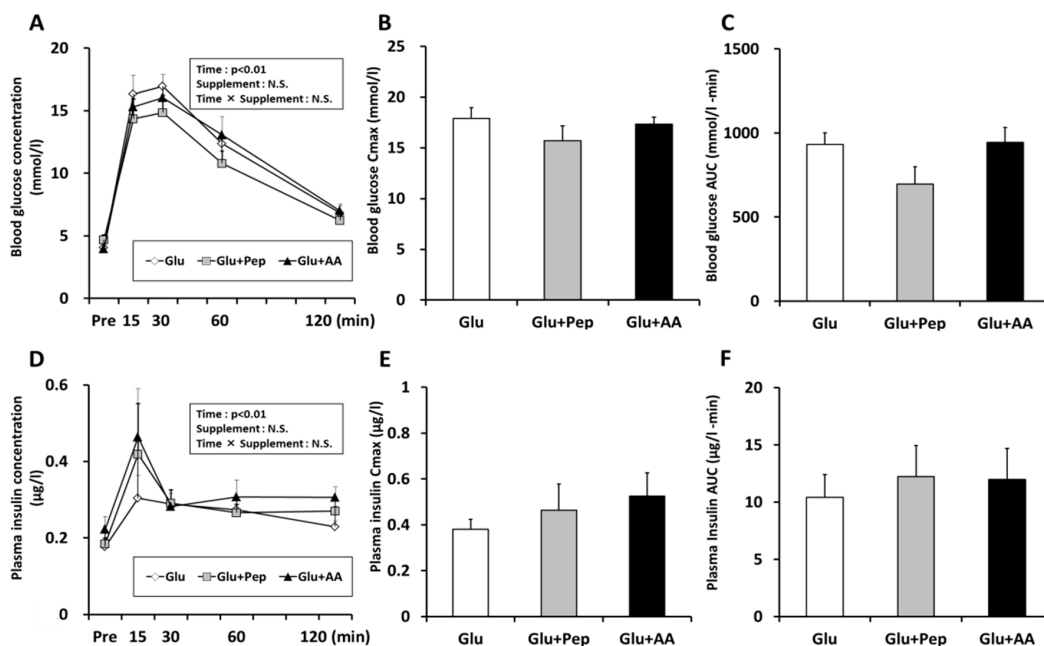 A
Blood glucose concentration
(mmol/l)
20
15
10
5
0
Time : p<0.01
Supplement : N.S.
Time × Supplement : N.S.
Glu Glu+Pep Glu+AA
Pre 15 30 60 120 (min)
B
Blood glucose Cmax (mmol/l)
25
20
15
10
5
0
Glu Glu+Pep Glu+AA
C
Blood glucose AUC (mmol/l -min)
1500
1000
500
0
Glu Glu+Pep Glu+AA
D
Plasma insulin concentration
(µg/l)
0.6
0.4
0.2
0
Time : p<0.01
Supplement : N.S.
Time × Supplement : N.S.
Glu Glu+Pep Glu+AA
Pre 15 30 60 120 (min)
E
Plasma insulin Cmax (µg/l)
1
0.8
0.6
0.4
0.2
0
Glu Glu+Pep Glu+AA
F
Plasma Insulin AUC (µg/l -min)
20
15
10
5
0
Glu Glu+Pep Glu+AA